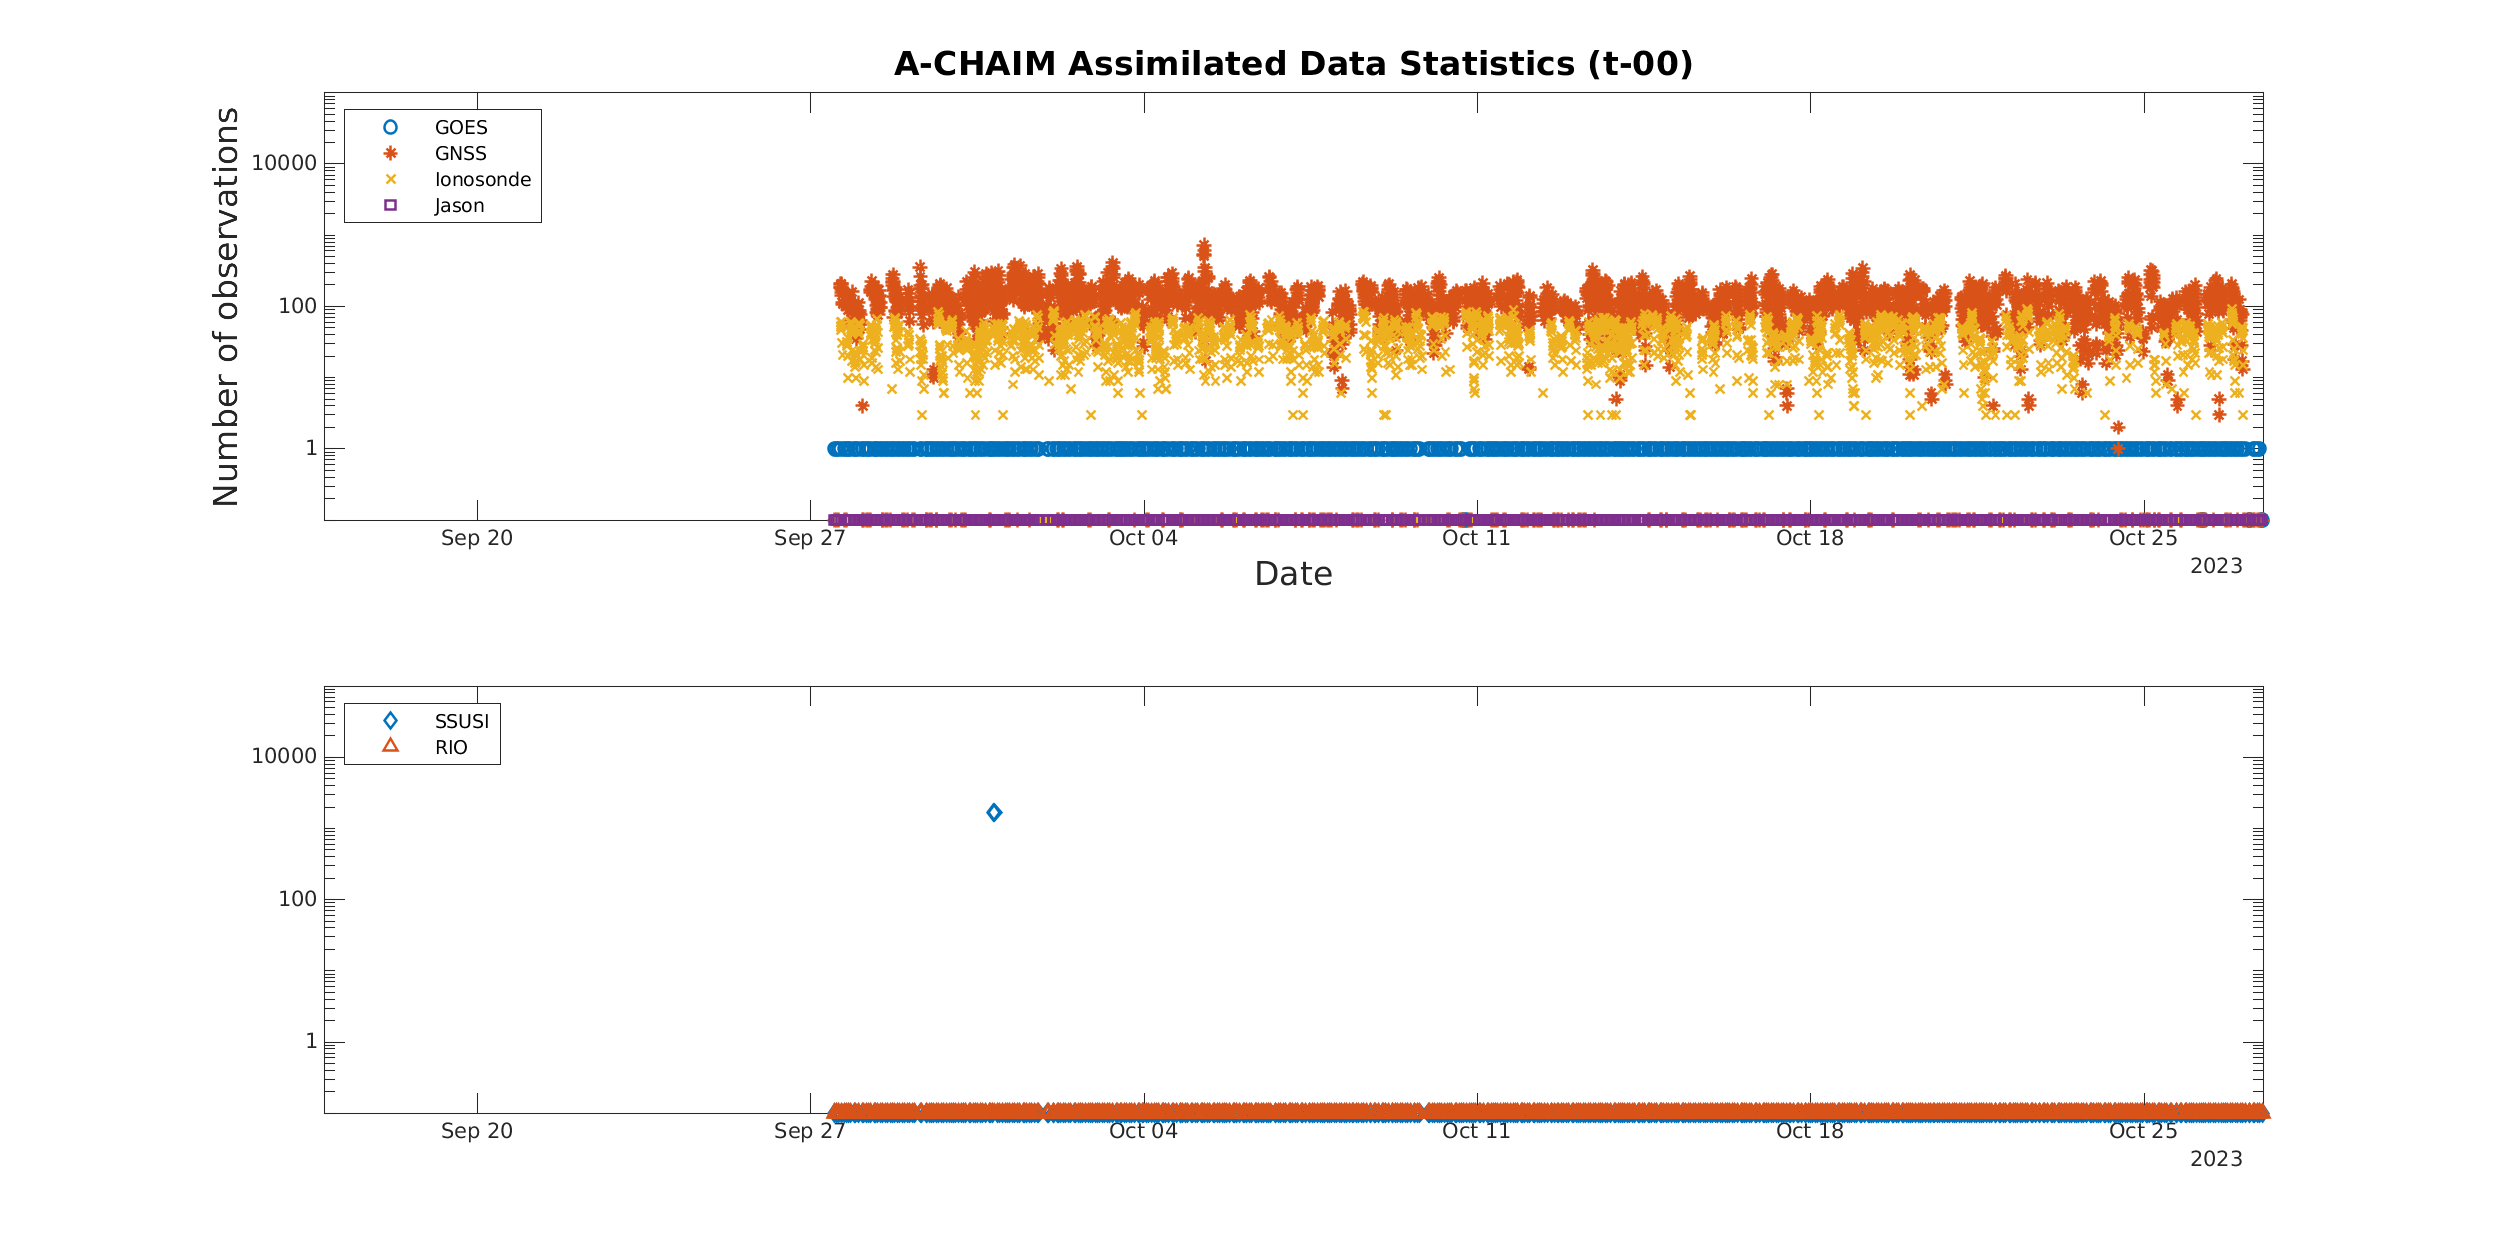 A-CHAIM Assimilated Data Statistics (t-00)
Number of observations
GOES
GNSS
Ionosonde
Jason
10000
100
1
Sep 20 Sep 27 Oct 04 Oct 11 Oct 18 Oct 25
2023
Date
SSUSI
RIO
10000
100
1
Sep 20 Sep 27 Oct 04 Oct 11 Oct 18 Oct 25
2023